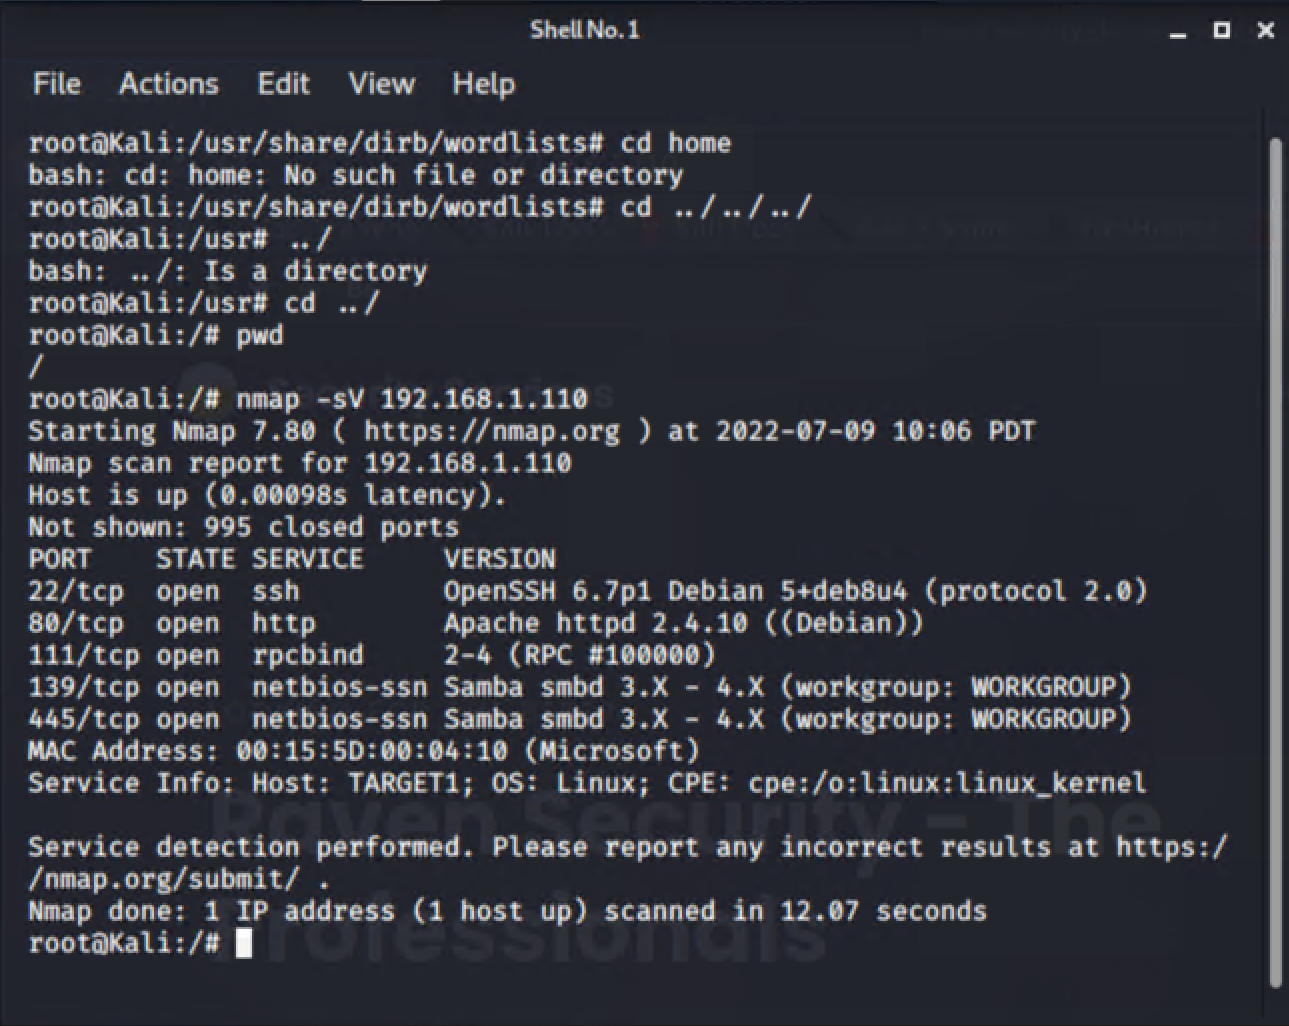 Shell No. 1
File Actions Edit View Help
root@Kali:/usr/share/dirb/wordlists# cd home
bash: cd: home: No such file or directory
root@Kali:/usr/share/dirb/wordlists# cd ../../../
root@Kali:/usr# ../
bash: ../: Is a directory
root@Kali:/usr# cd ../
root@Kali:/# pwd
/
root@Kali:/# nmap -sV 192.168.1.110
Starting Nmap 7.80 ( https://nmap.org ) at 2022-07-09 10:06 PDT
Nmap scan report for 192.168.1.110
Host is up (0.00098s latency).
Not shown: 995 closed ports
PORT    STATE SERVICE     VERSION
22/tcp  open  ssh         OpenSSH 6.7p1 Debian 5+deb8u4 (protocol 2.0)
80/tcp  open  http        Apache httpd 2.4.10 ((Debian))
111/tcp open  rpcbind     2-4 (RPC #100000)
139/tcp open  netbios-ssn Samba smbd 3.X - 4.X (workgroup: WORKGROUP)
445/tcp open  netbios-ssn Samba smbd 3.X - 4.X (workgroup: WORKGROUP)
MAC Address: 00:15:5D:00:04:10 (Microsoft)
Service Info: Host: TARGET1; OS: Linux; CPE: cpe:/o:linux:linux_kernel
Raven Security - The
Service detection performed. Please report any incorrect results at https:/
/nmap.org/submit/ .
Nmap done: 1 IP address (1 host up) scanned in 12.07 seconds
Professionals
root@Kali:/#